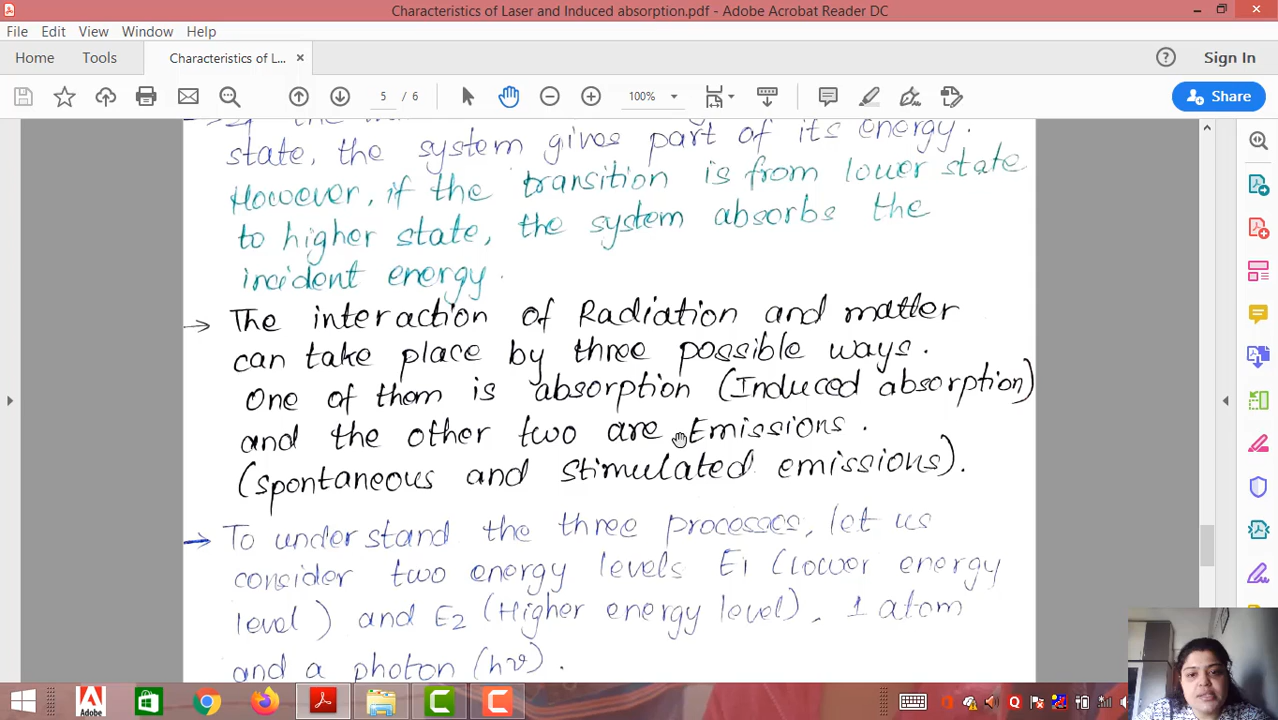 Characteristics of Laser and Induced absorption.pdf - Adobe Acrobat Reader DC
File Edit View Window Help
Home Tools Characteristics of L... × Sign In
5 / 6 100% Share
state, the system gives part of its energy.
However, if the transition is from lower state
to higher state, the system absorbs the
incident energy.
→ The interaction of Radiation and matter
can take place by three possible ways.
One of them is absorption (Induced absorption)
and the other two are Emissions.
(spontaneous and stimulated emissions).
→ To understand the three processes, let us
consider two energy levels E1 (lower energy
level) and E2 (Higher energy level), 1 atom
and a photon (hν).
Adobe